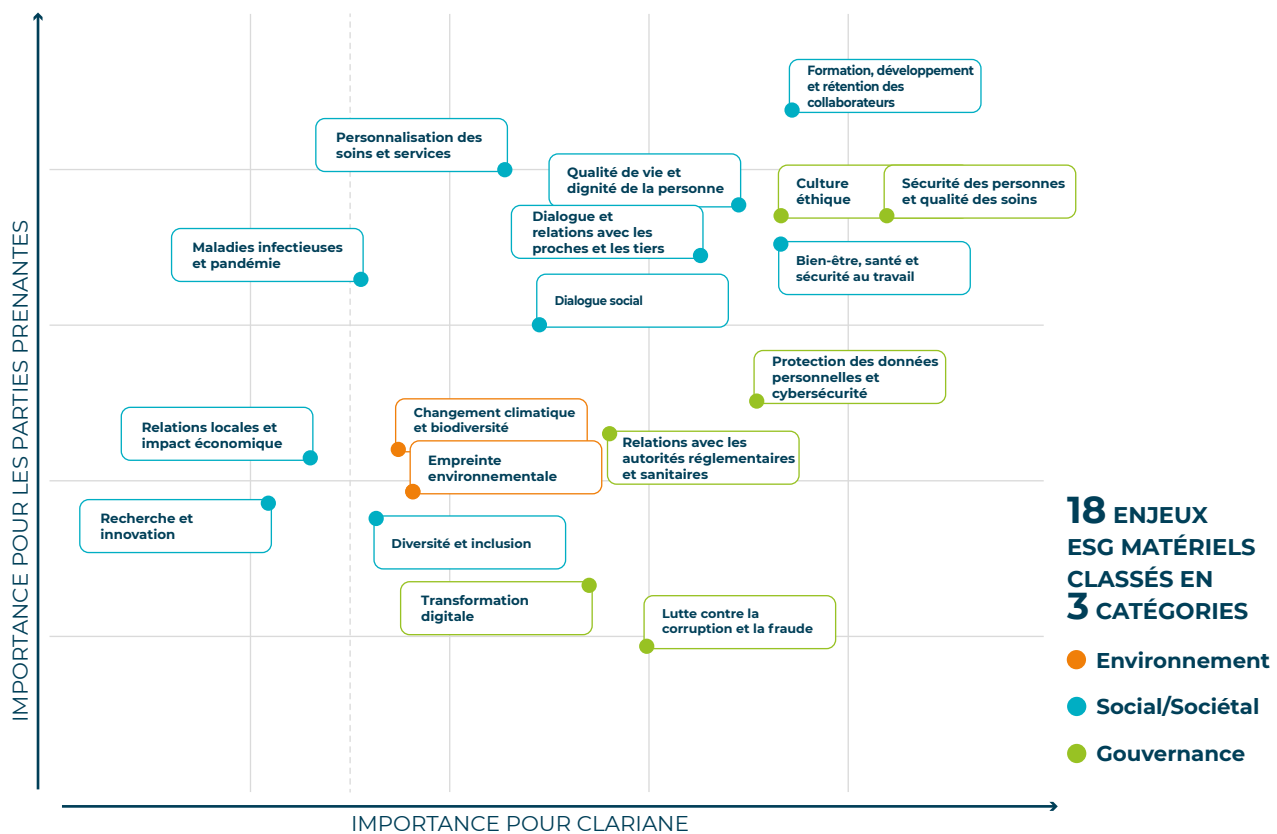 IMPORTANCE POUR LES PARTIES PRENANTES
Formation, développement
et rétention des
collaborateurs
Personnalisation des
soins et services
Qualité de vie et
dignité de la personne
Culture
éthique
Sécurité des personnes
et qualité des soins
Dialogue et
relations avec les
proches et les tiers
Maladies infectieuses
et pandémie
Bien-être, santé et
sécurité au travail
Dialogue social
Protection des données
personnelles et
cybersécurité
Changement climatique
et biodiversité
Relations locales et
impact économique
Relations avec les
autorités réglementaires
et sanitaires
Empreinte
environnementale
Recherche et
innovation
Diversité et inclusion
Transformation
digitale
Lutte contre la
corruption et la fraude
18 ENJEUX
ESG MATÉRIELS
CLASSÉS EN
3 CATÉGORIES
Environnement
Social/Sociétal
Gouvernance
IMPORTANCE POUR CLARIANE